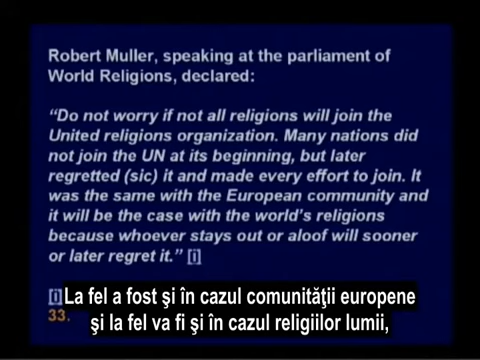 Robert Muller, speaking at the parliament of
World Religions, declared:
“Do not worry if not all religions will join the
United religions organization. Many nations did
not join the UN at its beginning, but later
regretted (sic) it and made every effort to join. It
was the same with the European community and
it will be the case with the world’s religions
because whoever stays out or aloof will sooner
or later regret it.” [i]
[i]
La fel a fost şi în cazul comunităţii europene
33.
şi la fel va fi şi în cazul religiilor lumii,